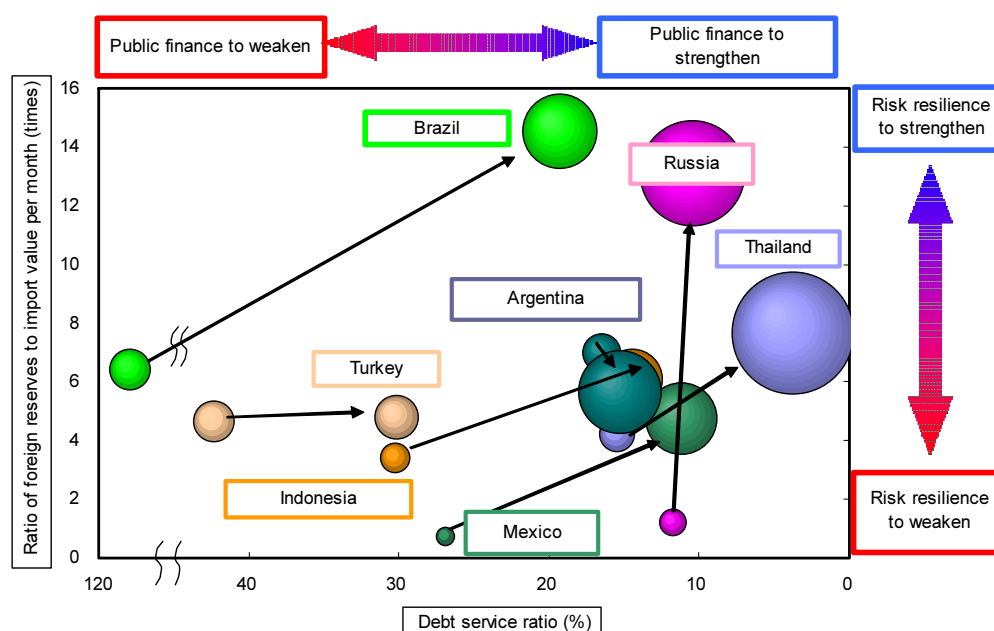 Public finance to weaken
Public finance to
strengthen
Ratio of foreign reserves to import value per month (times)
16
14
12
10
8
6
4
2
0
Brazil
Russia
Thailand
Argentina
Turkey
Indonesia
Mexico
Risk resilience
to strengthen
Risk resilience
to weaken
120
30
20
10
0
Debt service ratio (%)